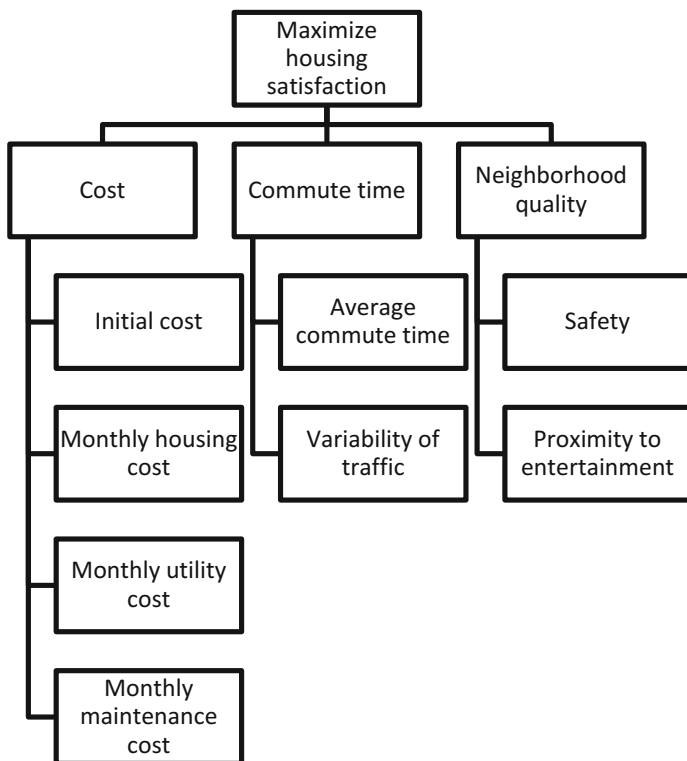 Maximize
housing
satisfaction
Cost
Commute time
Neighborhood
quality
Initial cost
Average
commute time
Safety
Monthly housing
cost
Variability of
traffic
Proximity to
entertainment
Monthly utility
cost
Monthly
maintenance
cost